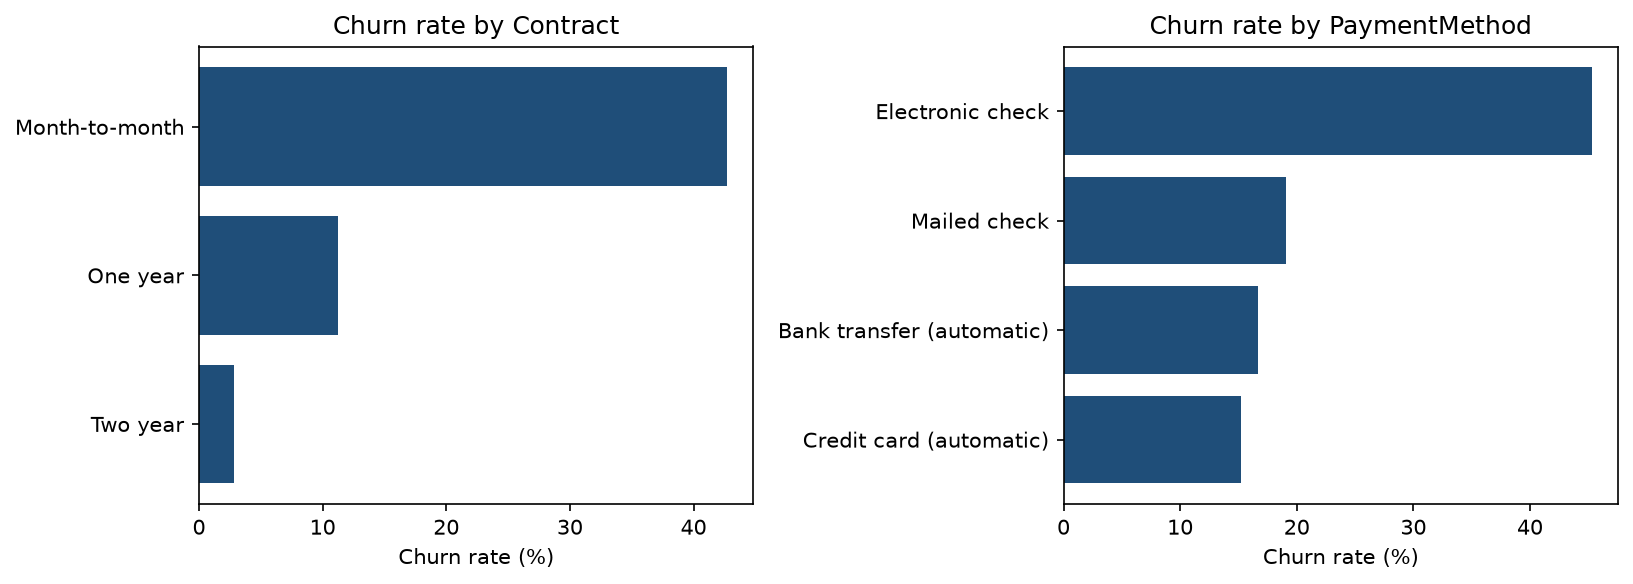 Churn rate by Contract
Month-to-month
One year
Two year
0 10 20 30 40
Churn rate (%)
Churn rate by PaymentMethod
Electronic check
Mailed check
Bank transfer (automatic)
Credit card (automatic)
0 10 20 30 40
Churn rate (%)